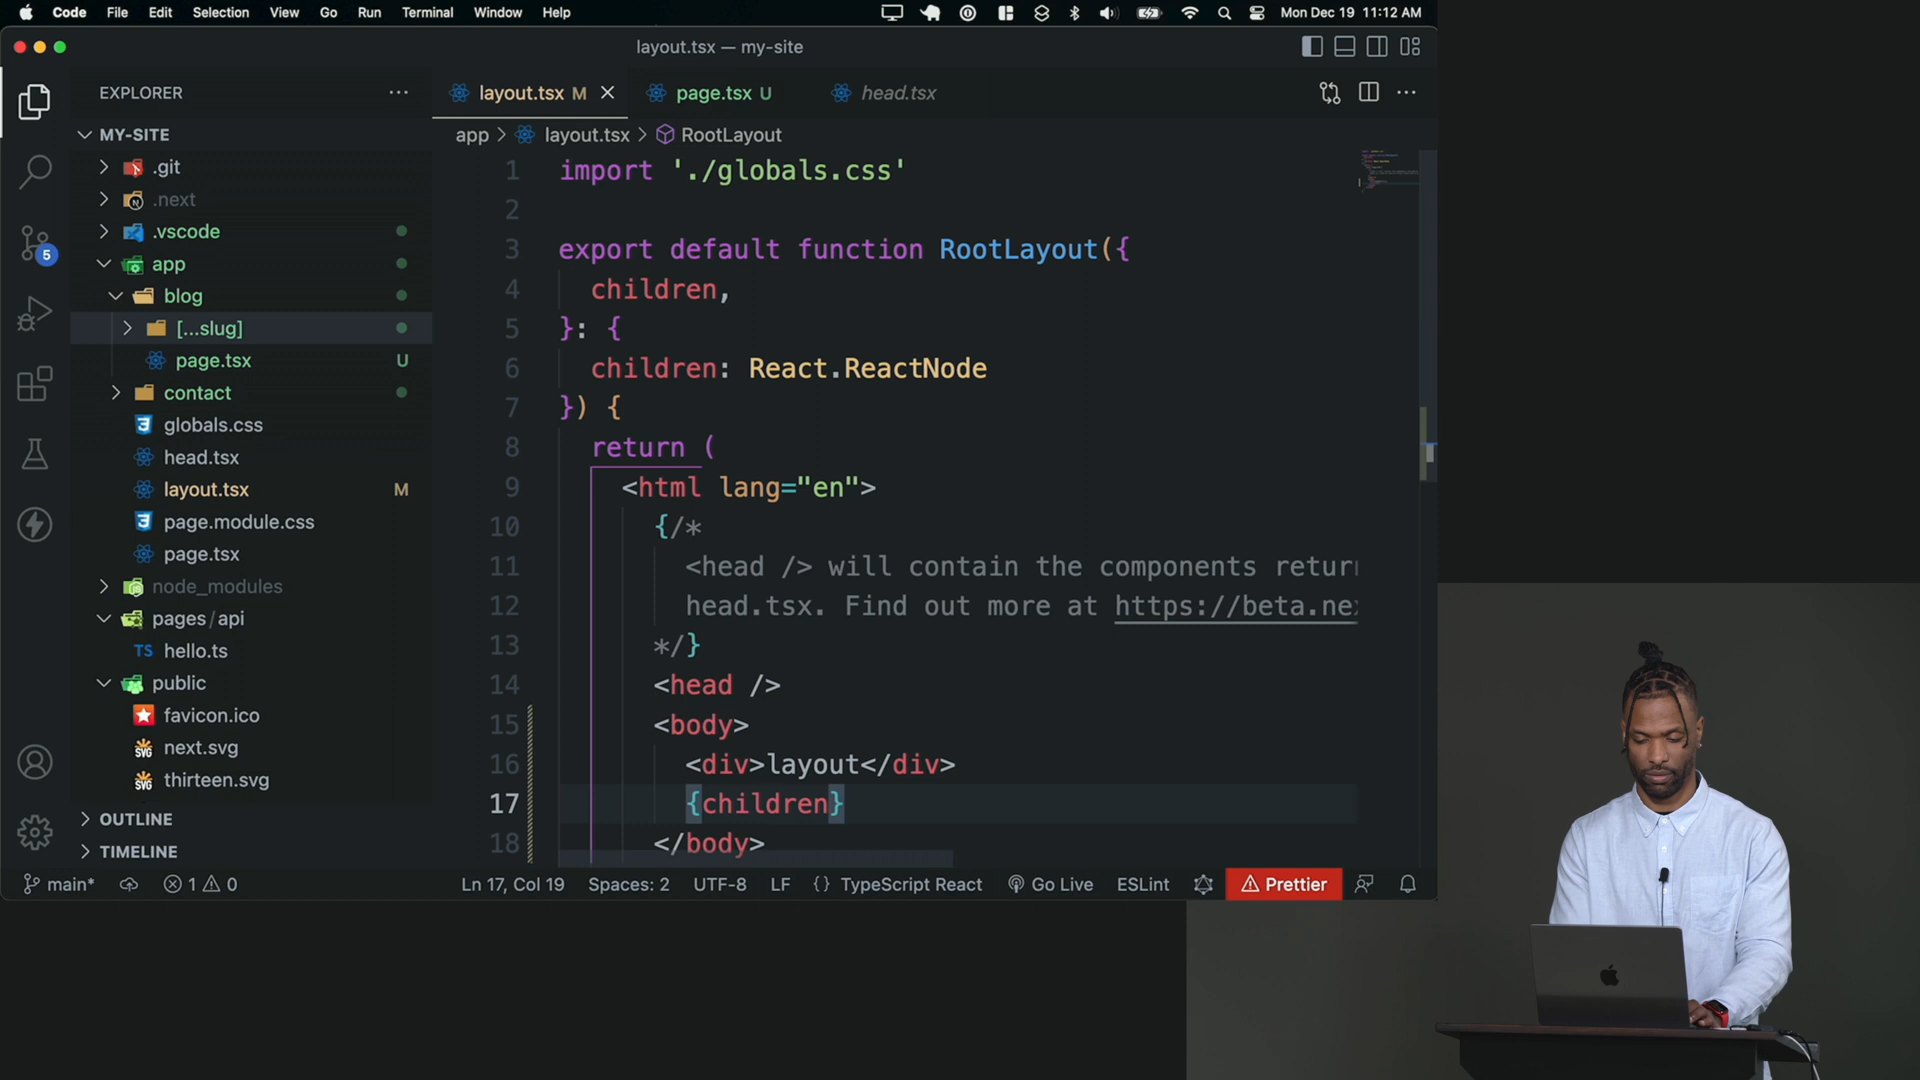 Code File Edit Selection View Go Run Terminal Window Help Mon Dec 19 11:12 AM
layout.tsx — my-site
EXPLORER
MY-SITE
.git
.next
.vscode
app
blog
[...slug]
page.tsx U
contact
globals.css
head.tsx
layout.tsx M
page.module.css
page.tsx
node_modules
pages/api
TS hello.ts
public
favicon.ico
next.svg
thirteen.svg
OUTLINE
TIMELINE
5
layout.tsx M
page.tsx U
head.tsx
app > layout.tsx > RootLayout
1 import './globals.css'
2
3 export default function RootLayout({
4 children,
5 }: {
6 children: React.ReactNode
7 }) {
8 return (
9 <html lang="en">
10 {/*
11 <head /> will contain the components retur
12 head.tsx. Find out more at https://beta.ne
13 */}
14 <head />
15 <body>
16 <div>layout</div>
17 {children}
18 </body>
main* 1 0 Ln 17, Col 19 Spaces: 2 UTF-8 LF {} TypeScript React Go Live ESLint Prettier